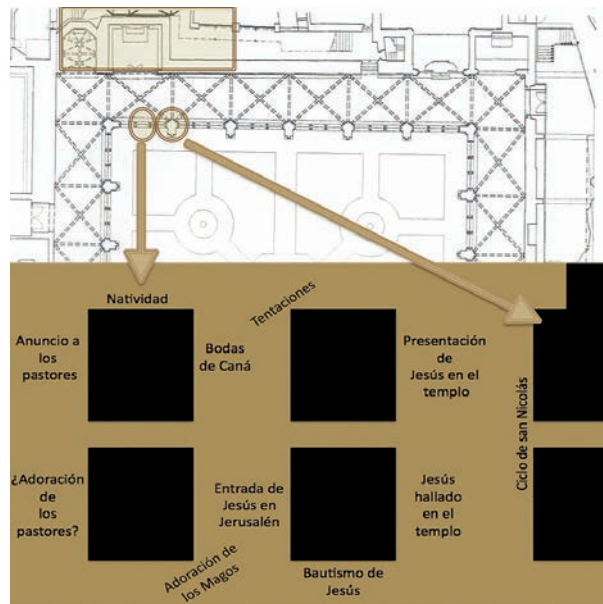 Natividad
Tentaciones
Anuncio a
los
pastores
Bodas
de Caná
Presentación
de
Jesús en el
templo
Ciclo de san Nicolás
¿Adoración
de
los
pastores?
Entrada de
Jesús en
Jerusalén
Jesús
hallado
en el
templo
Adoración de
los Magos
Bautismo de
Jesús